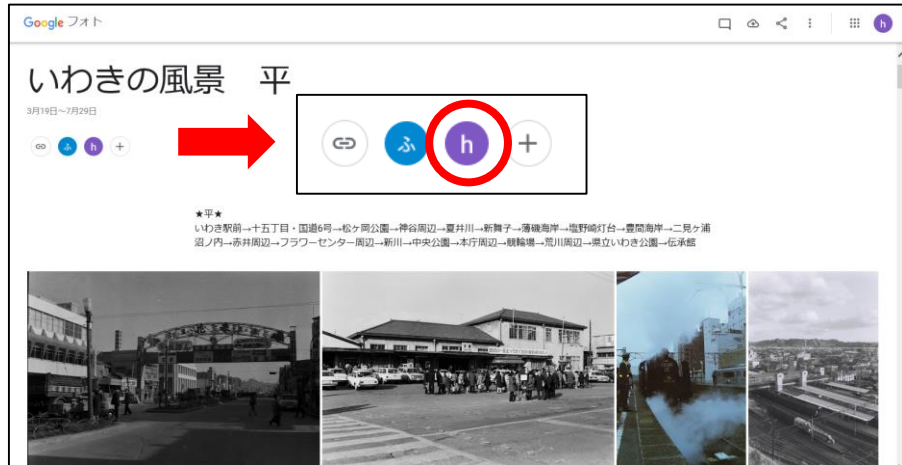 Google フォト
h
いわきの風景　平
3月19日~7月29日
ふ h
ふ h
★平★
いわき駅前→十五丁目・国道6号→松ヶ岡公園→神谷周辺→夏井川→新舞子→薄磯海岸→塩野崎灯台→豊間海岸→二見ヶ浦
沼ノ内→赤井周辺→フラワーセンター周辺→新川→中央公園→本庁周辺→競輪場→荒川周辺→県立いわき公園→伝承館